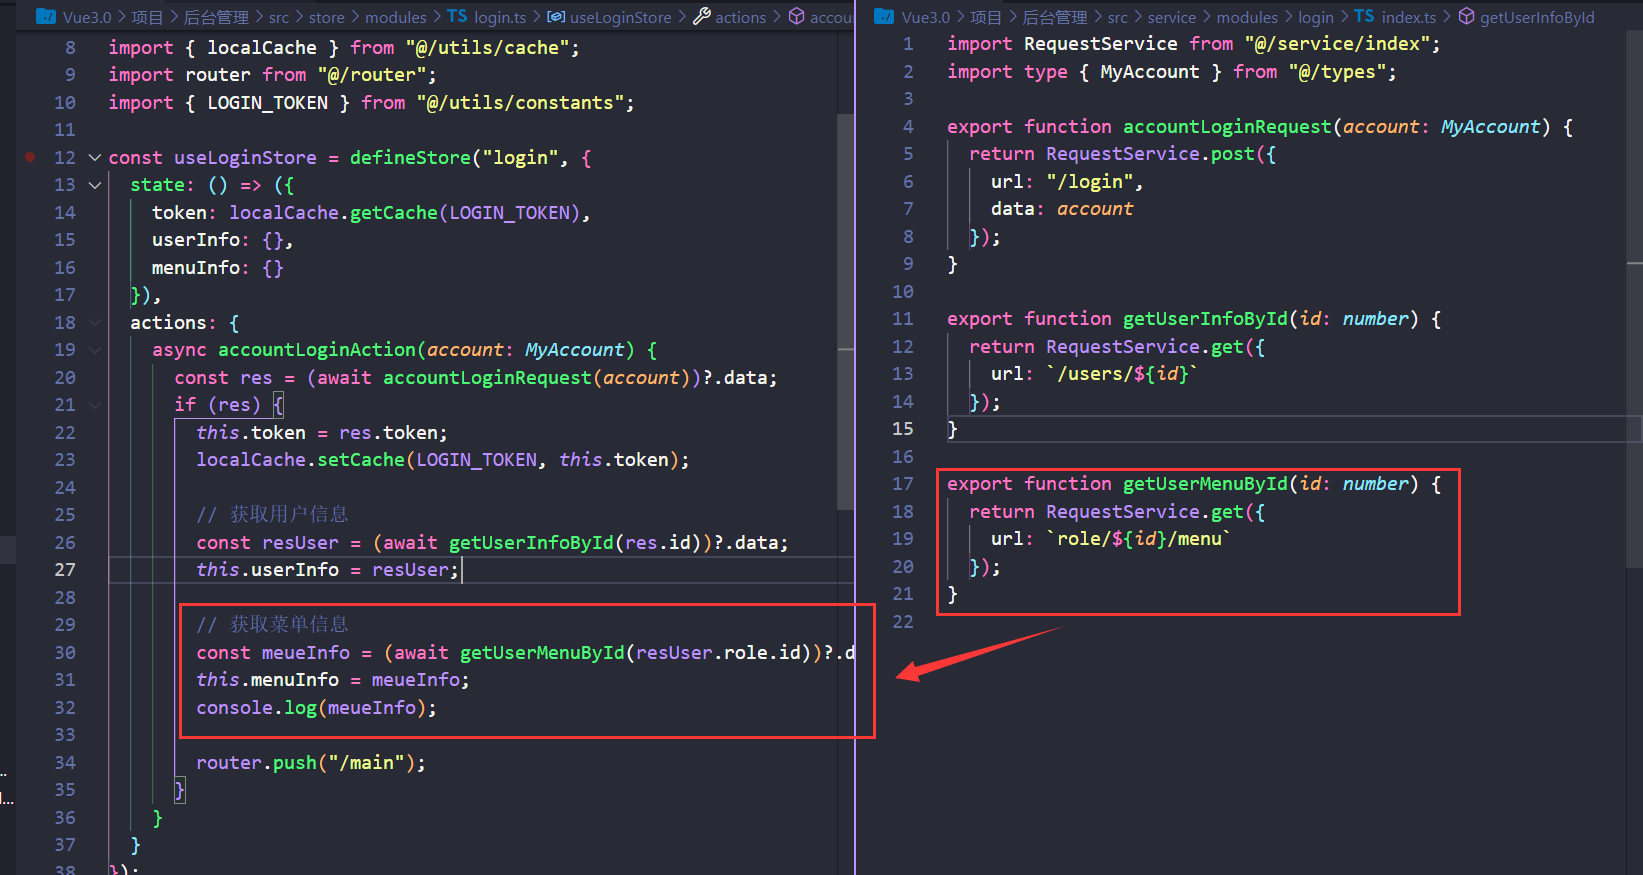 Vue3.0 > 项目 > 后台管理 > src > store > modules > TS login.ts > useLoginStore > actions > accou
8 import { localCache } from "@/utils/cache";
9 import router from "@/router";
10 import { LOGIN_TOKEN } from "@/utils/constants";
11
12 const useLoginStore = defineStore("login", {
13 state: () => ({
14 token: localCache.getCache(LOGIN_TOKEN),
15 userInfo: {},
16 menuInfo: {}
17 }),
18 actions: {
19 async accountLoginAction(account: MyAccount) {
20 const res = (await accountLoginRequest(account))?.data;
21 if (res) {
22 this.token = res.token;
23 localCache.setCache(LOGIN_TOKEN, this.token);
24
25 // 获取用户信息
26 const resUser = (await getUserInfoById(res.id))?.data;
27 this.userInfo = resUser;
28
29 // 获取菜单信息
30 const meueInfo = (await getUserMenuById(resUser.role.id))?.d
31 this.menuInfo = meueInfo;
32 console.log(meueInfo);
33
34 router.push("/main");
35 }
36 }
37 }
38 });
Vue3.0 > 项目 > 后台管理 > src > service > modules > login > TS index.ts > getUserInfoById
1 import RequestService from "@/service/index";
2 import type { MyAccount } from "@/types";
3
4 export function accountLoginRequest(account: MyAccount) {
5 return RequestService.post({
6 url: "/login",
7 data: account
8 });
9 }
10
11 export function getUserInfoById(id: number) {
12 return RequestService.get({
13 url: `/users/${id}`
14 });
15 }
16
17 export function getUserMenuById(id: number) {
18 return RequestService.get({
19 url: `role/${id}/menu`
20 });
21 }
22